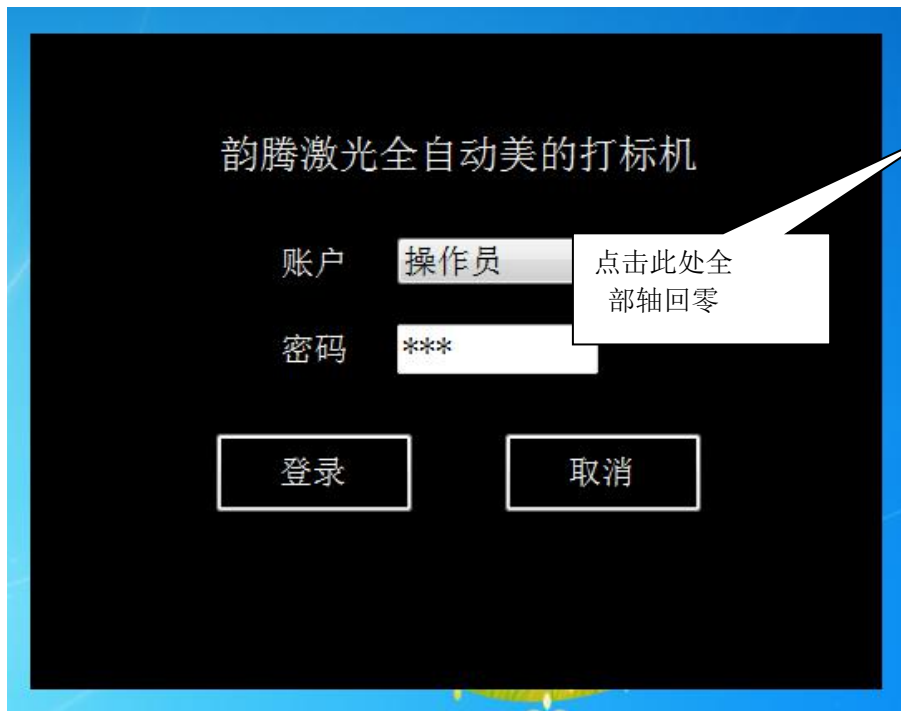 韵腾激光全自动美的打标机
账户 操作员
点击此处全
部轴回零
密码 ***
登录 取消